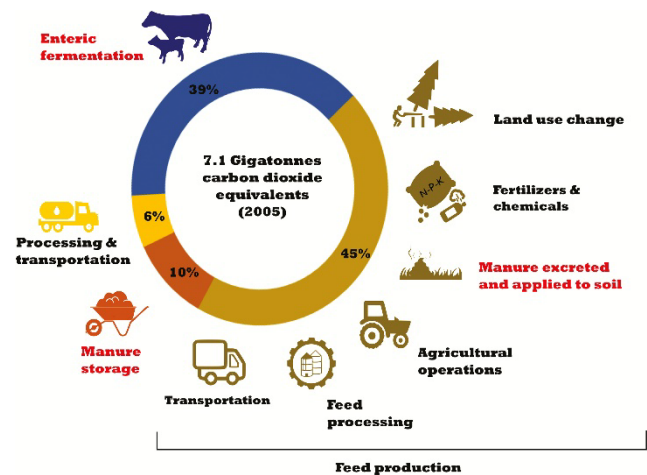 Enteric
fermentation
39%
7.1 Gigatonnes
carbon dioxide
equivalents
(2005)
Land use change
N-P-K
Fertilizers &
chemicals
6%
Processing &
transportation
45%
10%
Manure excreted
and applied to soil
Manure
storage
Agricultural
operations
Transportation
Feed
processing
Feed production